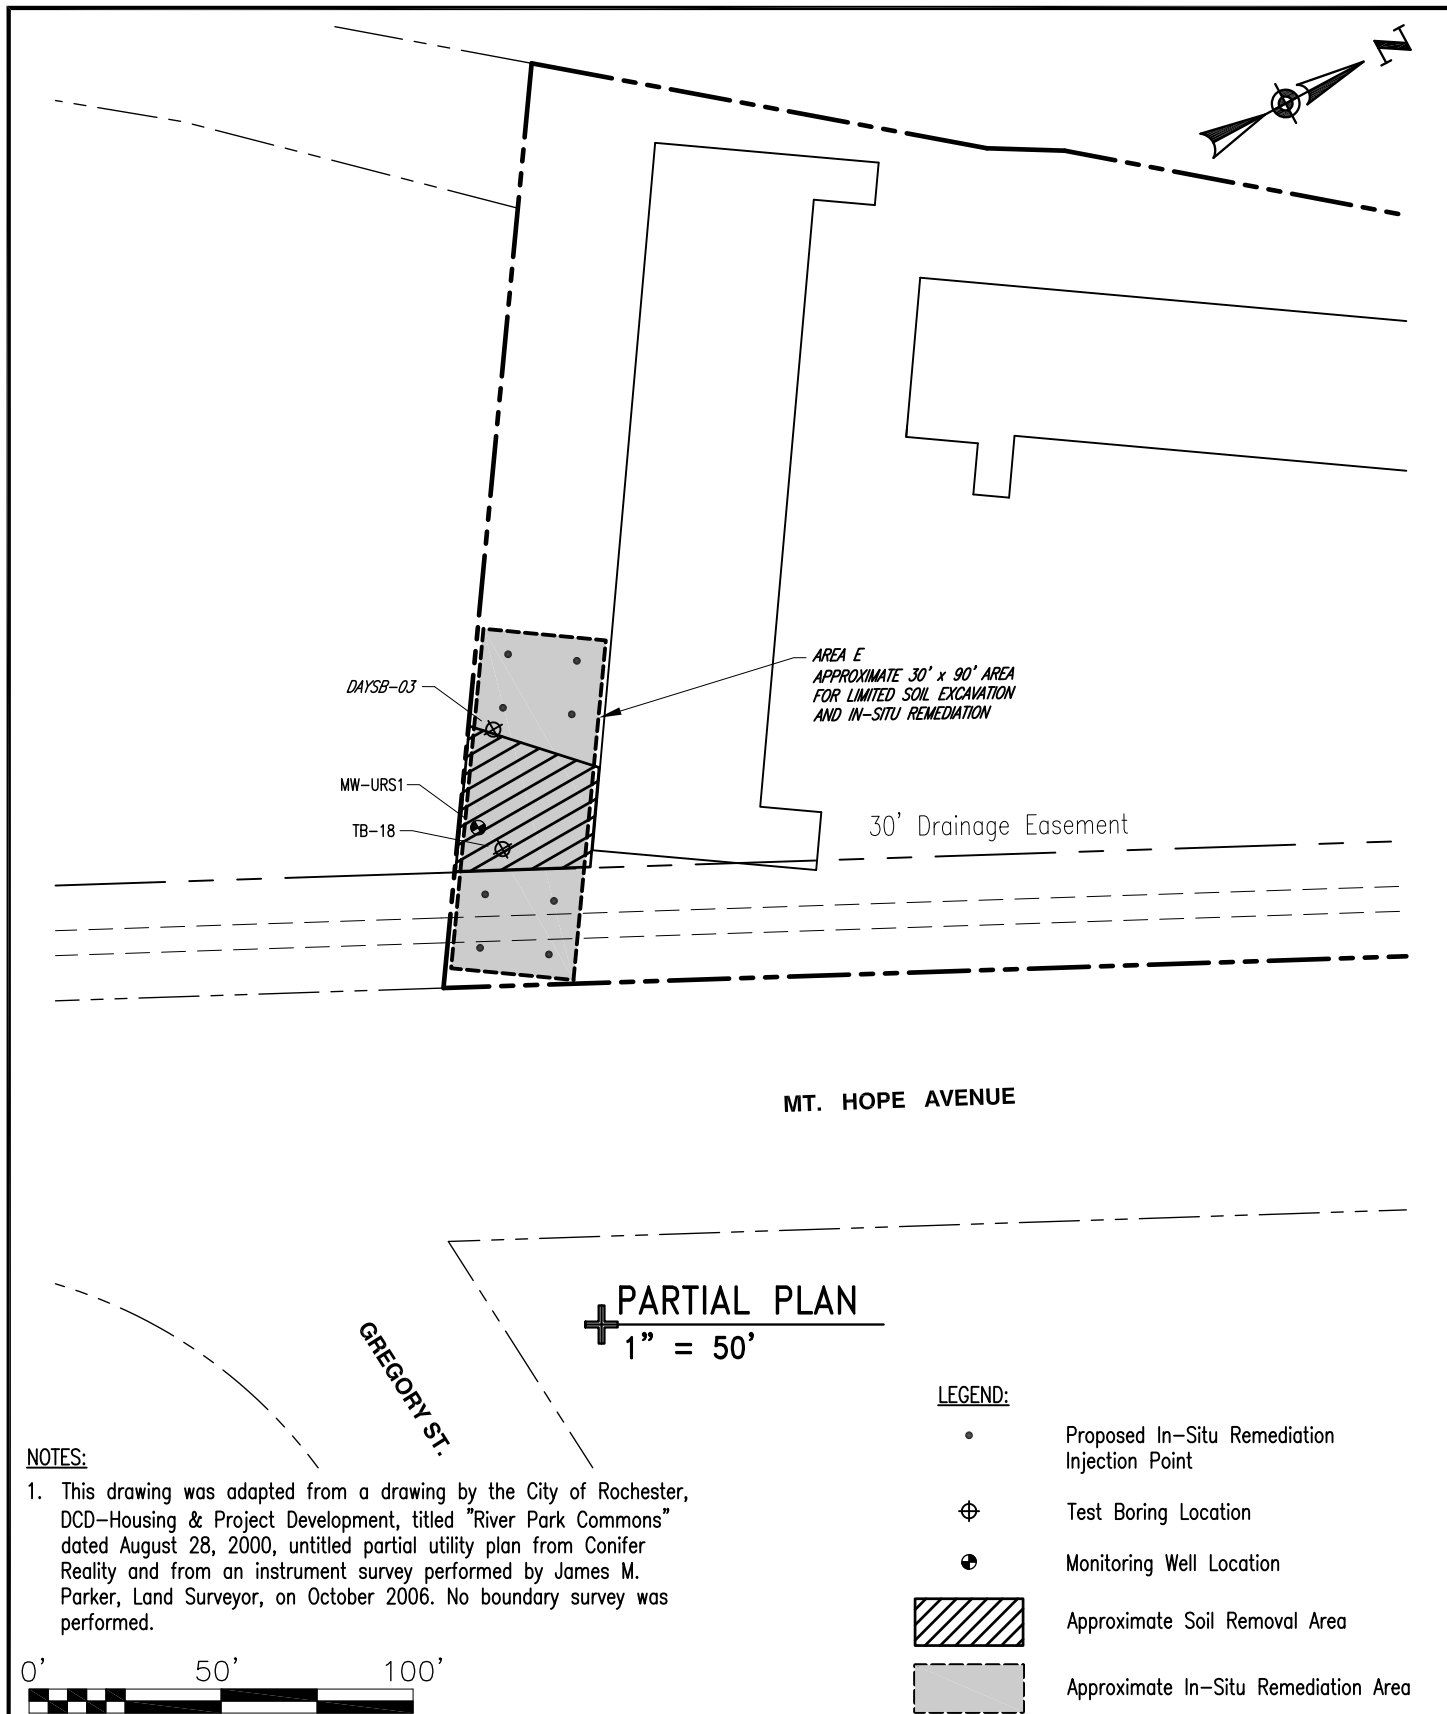 N
DAYSB-03
AREA E
APPROXIMATE 30' x 90' AREA
FOR LIMITED SOIL EXCAVATION
AND IN-SITU REMEDIATION
MW-URS1
TB-18
30' Drainage Easement
MT. HOPE AVENUE
PARTIAL PLAN
1" = 50'
GREGORY ST.
LEGEND:
Proposed In-Situ Remediation
Injection Point
Test Boring Location
Monitoring Well Location
Approximate Soil Removal Area
Approximate In-Situ Remediation Area
NOTES:
1. This drawing was adapted from a drawing by the City of Rochester,
DCD-Housing & Project Development, titled "River Park Commons"
dated August 28, 2000, untitled partial utility plan from Conifer
Reality and from an instrument survey performed by James M.
Parker, Land Surveyor, on October 2006. No boundary survey was
performed.
0' 50' 100'